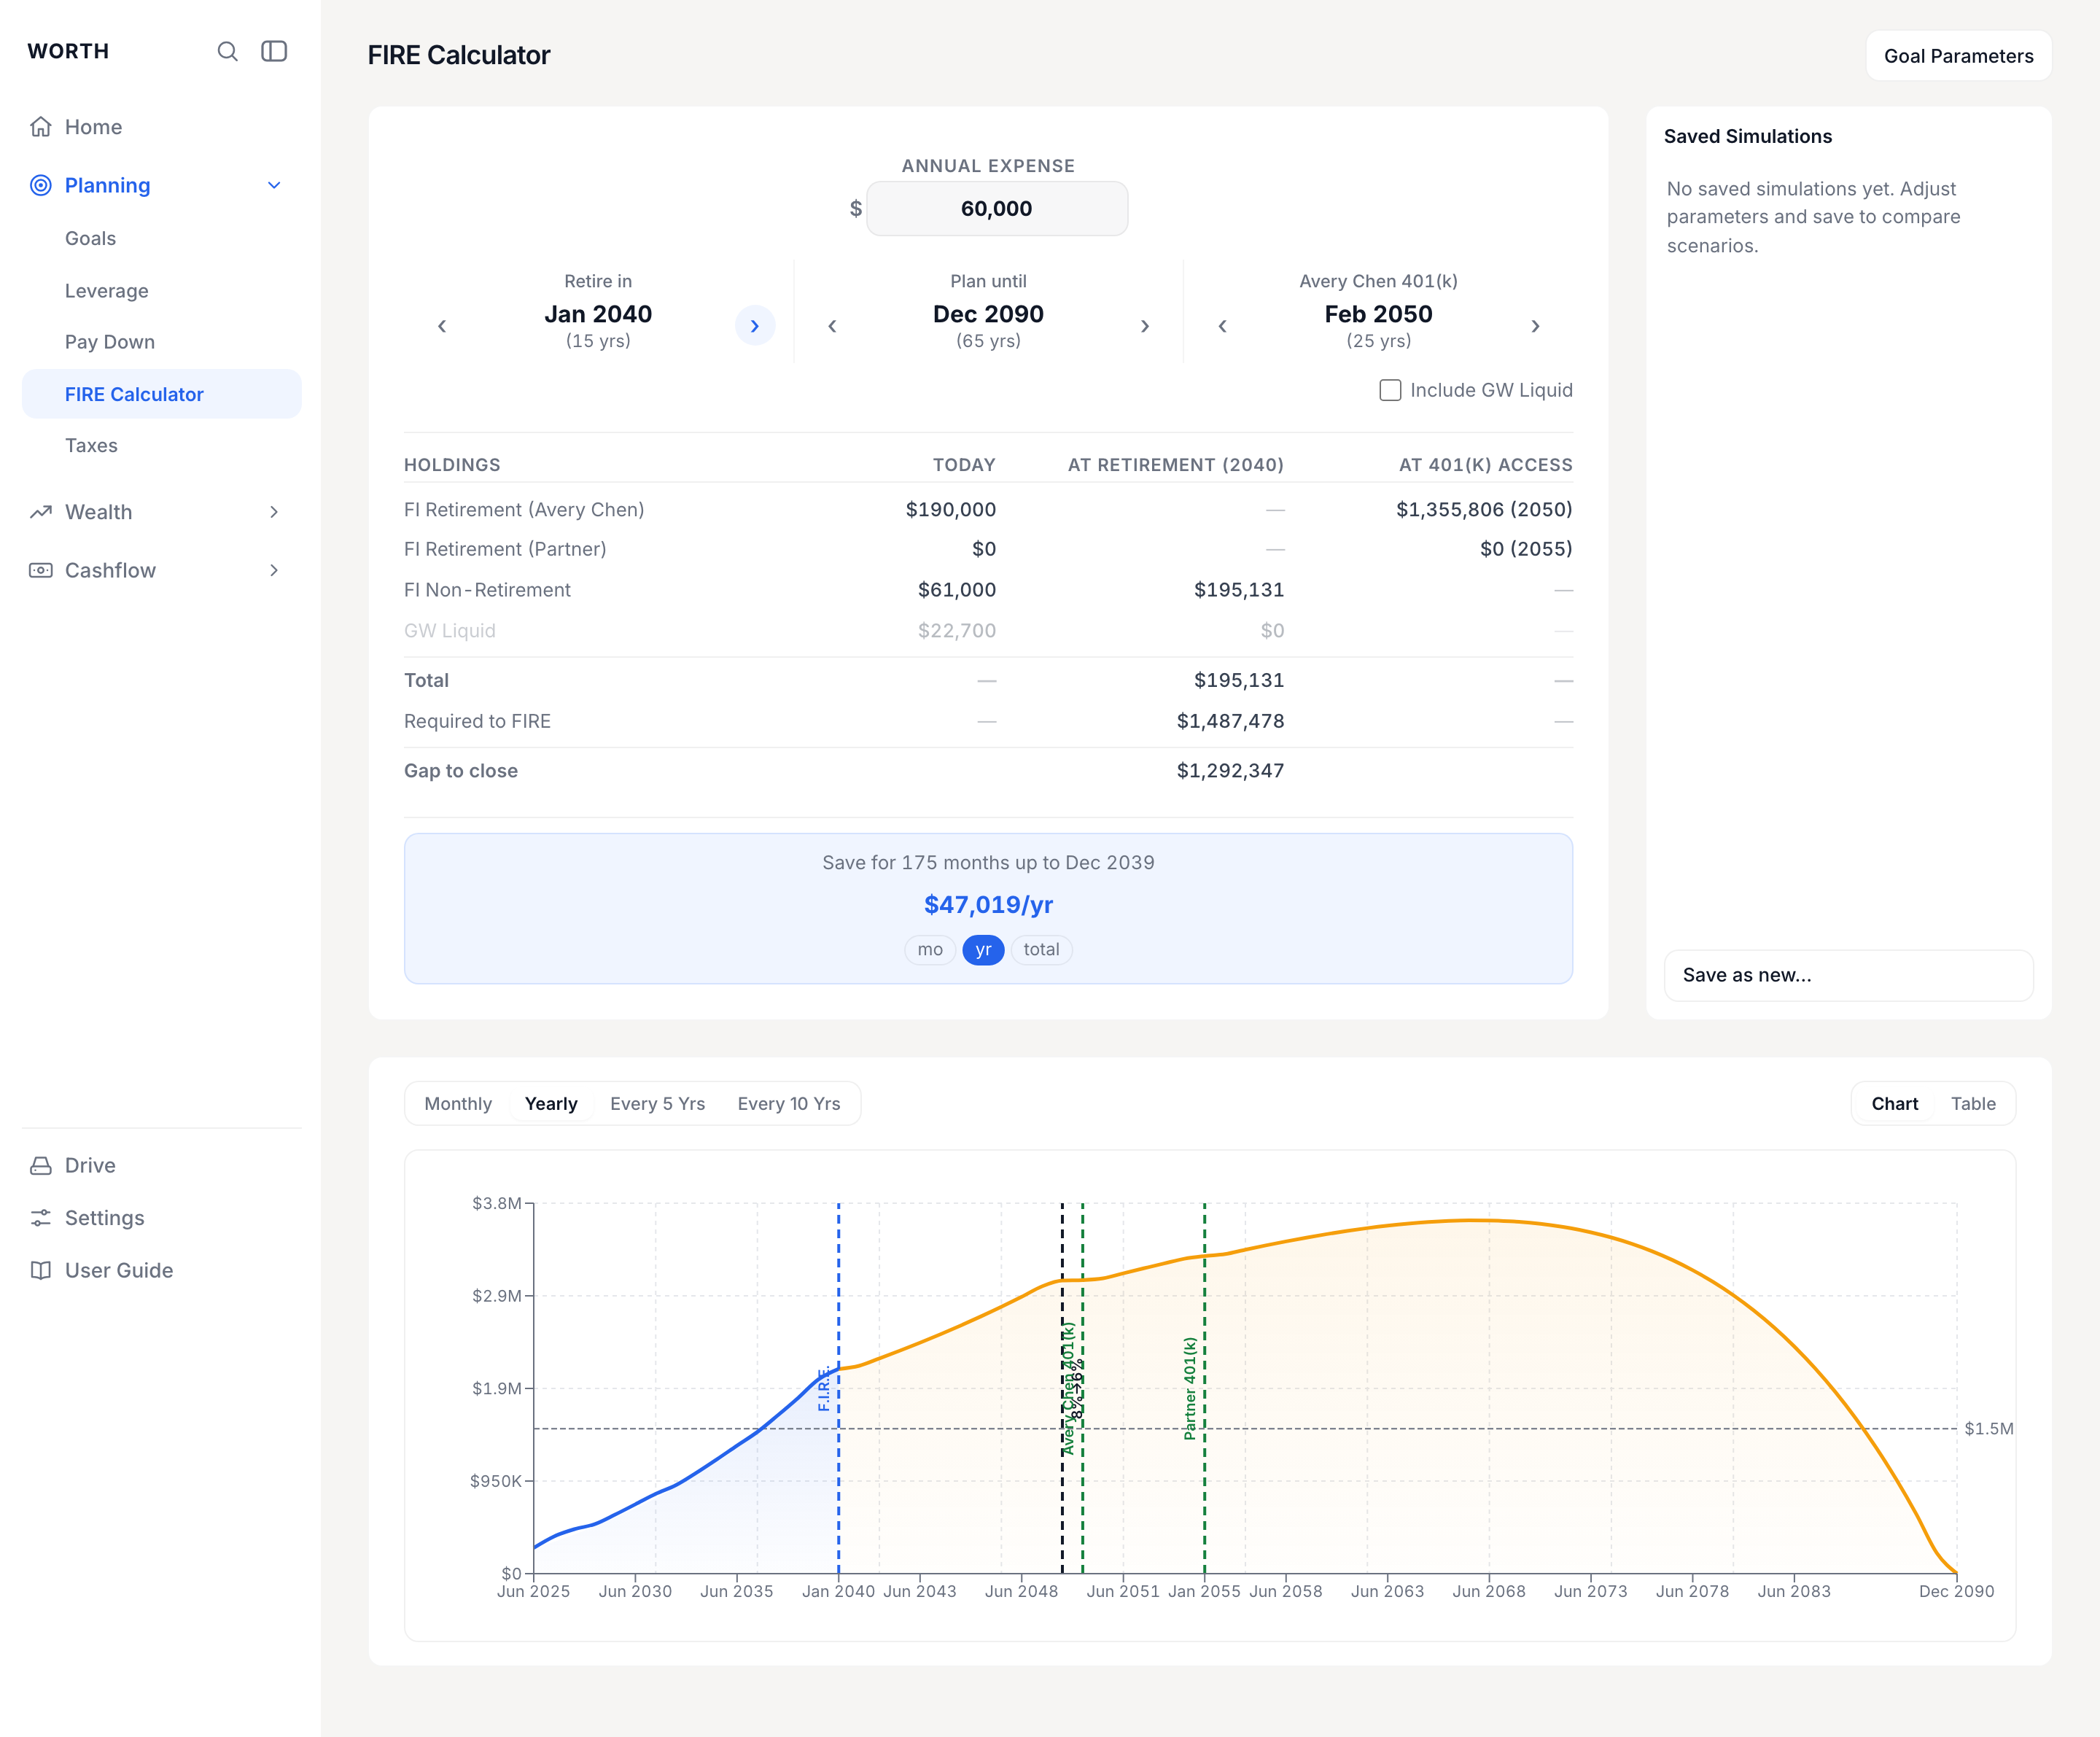 WORTH
Home
Planning
Goals
Leverage
Pay Down
FIRE Calculator
Taxes
Wealth
Cashflow
Drive
Settings
User Guide
FIRE Calculator
Goal Parameters
ANNUAL EXPENSE
$ 60,000
Retire in
Jan 2040
(15 yrs)
Plan until
Dec 2090
(65 yrs)
Avery Chen 401(k)
Feb 2050
(25 yrs)
Include GW Liquid
HOLDINGS TODAY AT RETIREMENT (2040) AT 401(K) ACCESS
FI Retirement (Avery Chen) $190,000 — $1,355,806 (2050)
FI Retirement (Partner) $0 — $0 (2055)
FI Non-Retirement $61,000 $195,131 —
GW Liquid $22,700 $0 —
Total — $195,131 —
Required to FIRE — $1,487,478 —
Gap to close $1,292,347
Save for 175 months up to Dec 2039
$47,019/yr
mo yr total
Saved Simulations
No saved simulations yet. Adjust
parameters and save to compare
scenarios.
Save as new...
Monthly Yearly Every 5 Yrs Every 10 Yrs
Chart Table
$3.8M
$2.9M
$1.9M
$950K
$0
F.I.R.E.
Avery Chen 401(k)
8%→6%
Partner 401(k)
$1.5M
Jun 2025 Jun 2030 Jun 2035 Jan 2040 Jun 2043 Jun 2048 Jun 2051 Jan 2055 Jun 2058 Jun 2063 Jun 2068 Jun 2073 Jun 2078 Jun 2083 Dec 2090